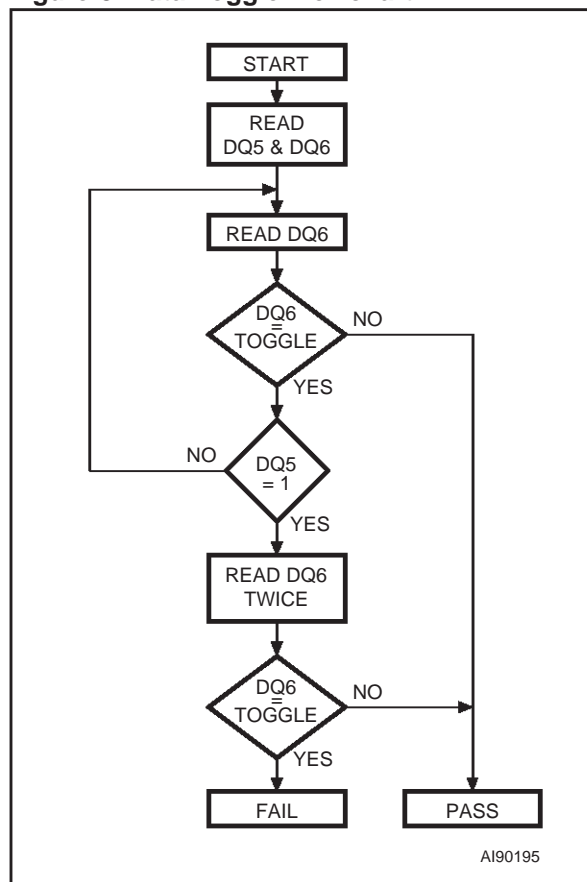 START
READ
DQ5 & DQ6
READ DQ6
DQ6
=
TOGGLE
NO
YES
NO
DQ5
= 1
YES
READ DQ6
TWICE
DQ6
=
TOGGLE
NO
YES
FAIL
PASS
AI90195